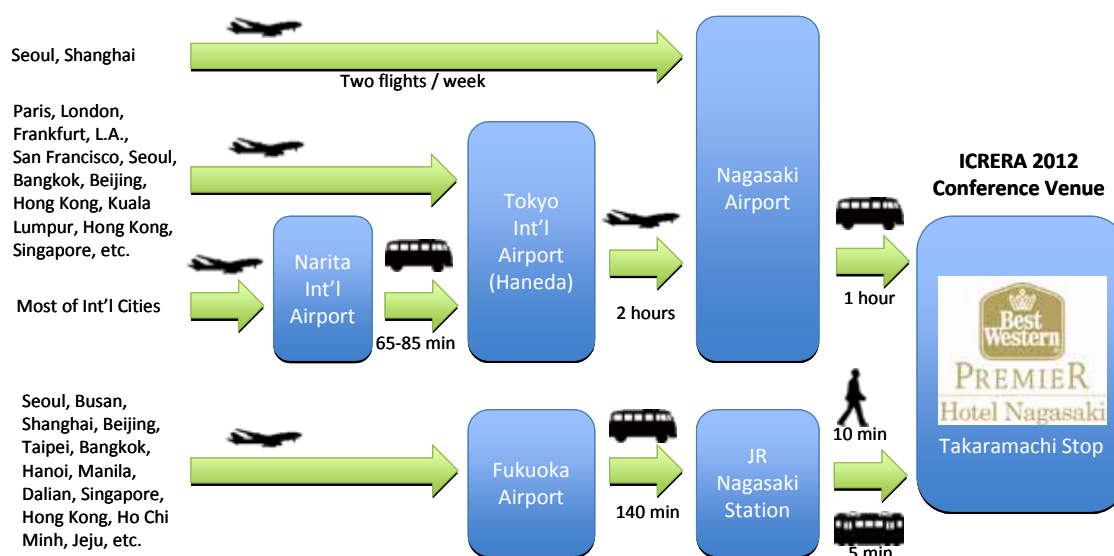 Seoul, Shanghai
Two flights / week
Paris, London,
Frankfurt, L.A.,
San Francisco, Seoul,
Bangkok, Beijing,
Hong Kong, Kuala
Lumpur, Hong Kong,
Singapore, etc.
Most of Int'l Cities
Narita
Int'l
Airport
65-85 min
Tokyo
Int'l
Airport
(Haneda)
2 hours
Nagasaki
Airport
1 hour
ICRERA 2012
Conference Venue
Best
Western
PREMIER
Hotel Nagasaki
Takaramachi Stop
Seoul, Busan,
Shanghai, Beijing,
Taipei, Bangkok,
Hanoi, Manila,
Dalian, Singapore,
Hong Kong, Ho Chi
Minh, Jeju, etc.
Fukuoka
Airport
140 min
JR
Nagasaki
Station
10 min
5 min